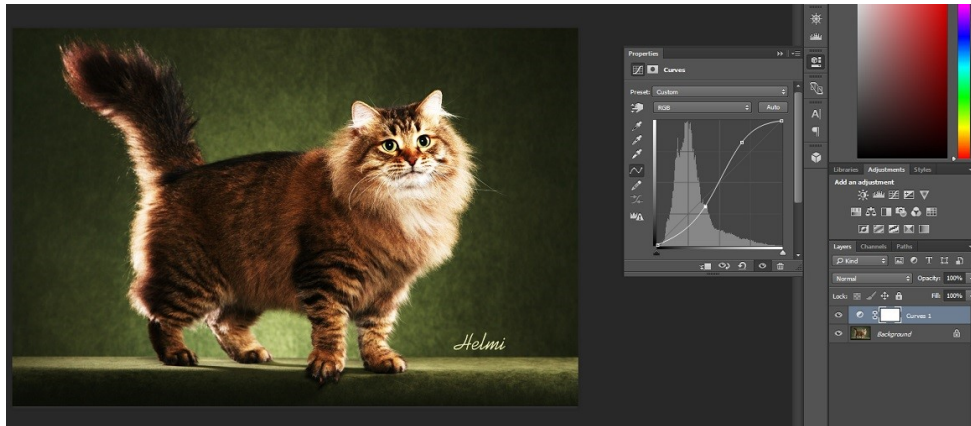 Helmi
Properties
Curves
Preset: Custom
RGB
Auto
A
Libraries Adjustments Styles
Add an adjustment
Layers Channels Paths
Kind
T
Normal
Opacity: 100%
Lock:
Fill: 100%
Curves 1
Background